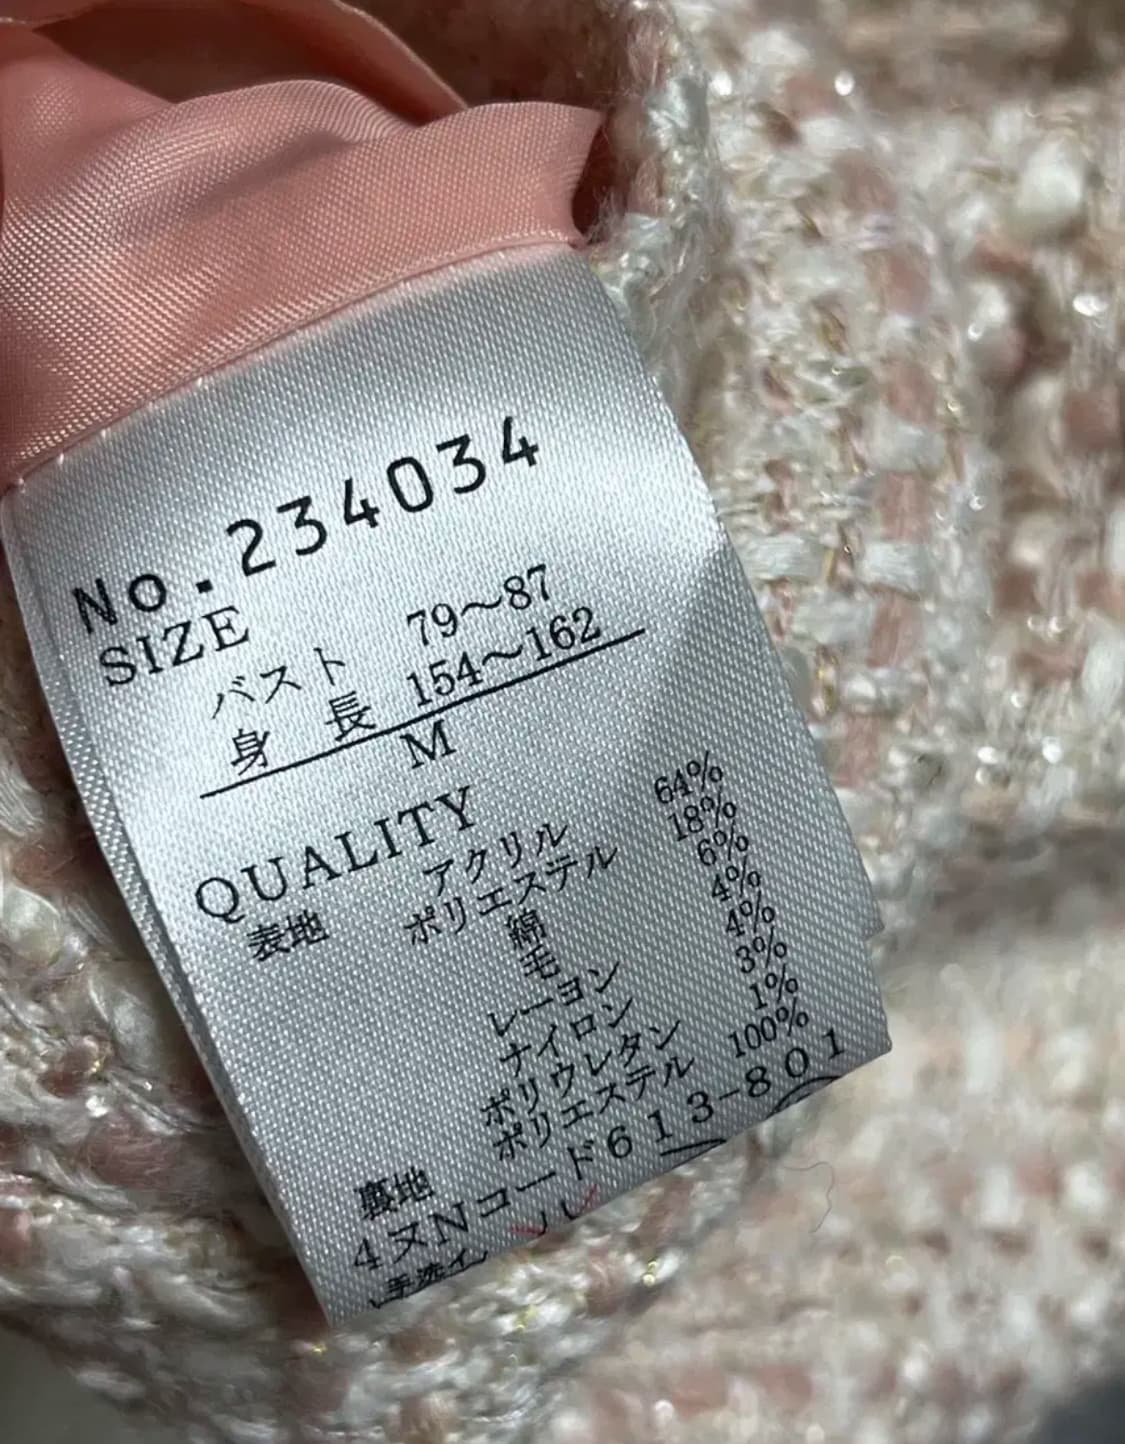 No.234034
SIZE
バスト 79～87
身長 154～162
M
QUALITY
表地 アクリル 64%
ポリエステル 18%
綿 6%
毛 4%
レーヨン 4%
ナイロン 3%
ポリウレタン 1%
裏地 ポリエステル 100%
4ヌNコード613-801
手洗イ